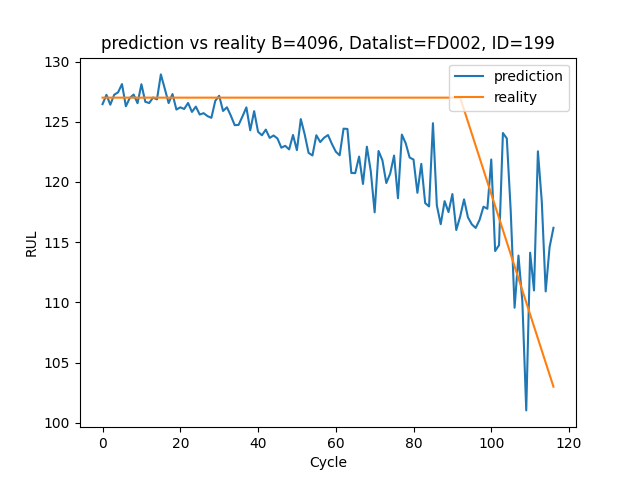 prediction vs reality B=4096, Datalist=FD002, ID=199
prediction
reality
130
125
120
115
110
105
100
RUL
0 20 40 60 80 100 120
Cycle